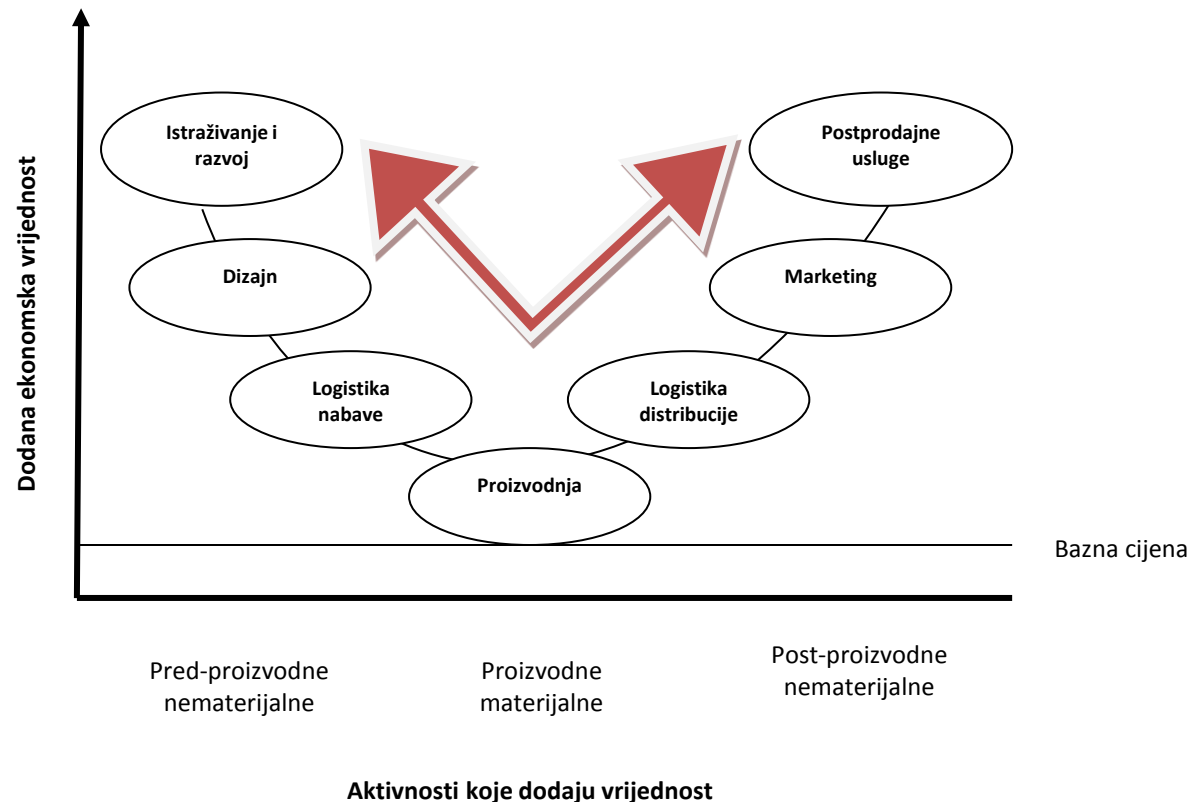 Dodana ekonomska vrijednost
Istraživanje i
razvoj
Postprodajne
usluge
Dizajn
Marketing
Logistika
nabave
Logistika
distribucije
Proizvodnja
Bazna cijena
Pred-proizvodne
nematerijalne
Proizvodne
materijalne
Post-proizvodne
nematerijalne
Aktivnosti koje dodaju vrijednost